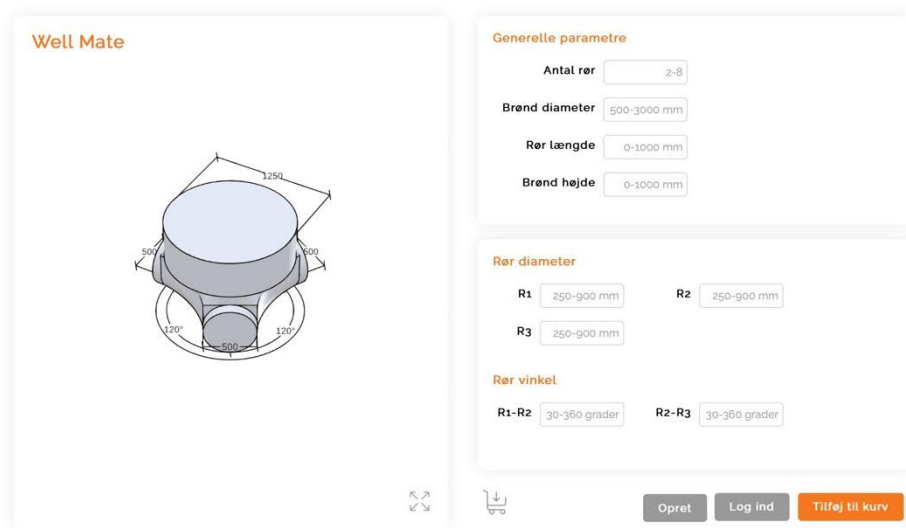 Well Mate
1250
500
500
120°
120°
500
Generelle parametre
Antal rør 2-8
Brønd diameter 500-3000 mm
Rør længde 0-1000 mm
Brønd højde 0-1000 mm
Rør diameter
R1 250-900 mm R2 250-900 mm
R3 250-900 mm
Rør vinkel
R1-R2 30-360 grader R2-R3 30-360 grader
Opret Log ind Tilføj til kurv